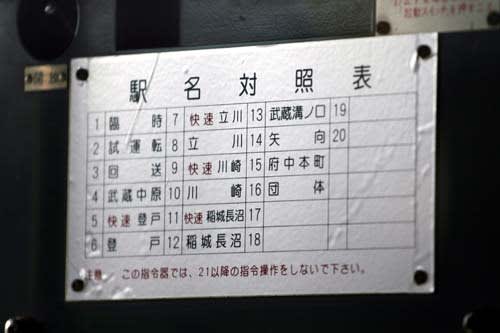 駅名対照表
1 臨時 7 快速 立川 13 武蔵溝ノ口 19
2 試運転 8 立川 14 矢向 20
3 回送 9 快速 川崎 15 府中本町
4 武蔵中原 10 川崎 16 団体
5 快速 登戸 11 快速 稲城長沼 17
6 登戸 12 稲城長沼 18
注意 この指令器では、21以降の指令操作をしないで下さい。